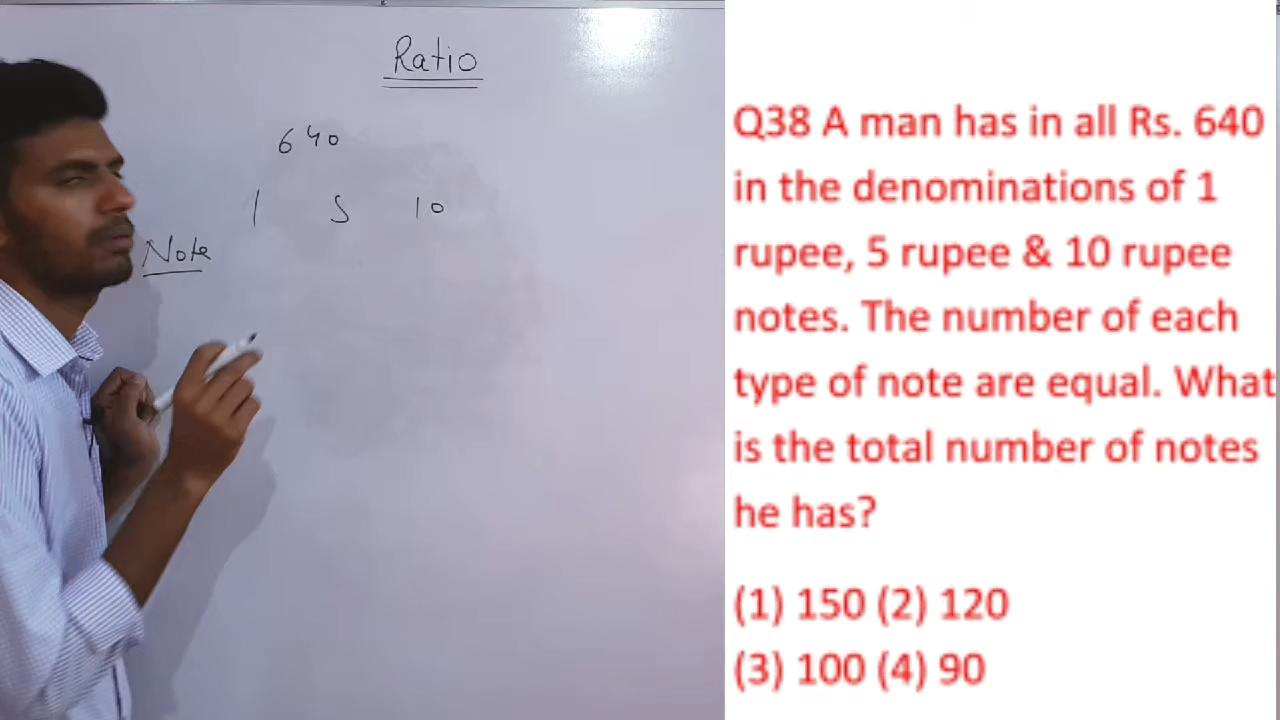 Ratio
640
1 5 10
Note
Q38 A man has in all Rs. 640
in the denominations of 1
rupee, 5 rupee & 10 rupee
notes. The number of each
type of note are equal. What
is the total number of notes
he has?
(1) 150 (2) 120
(3) 100 (4) 90